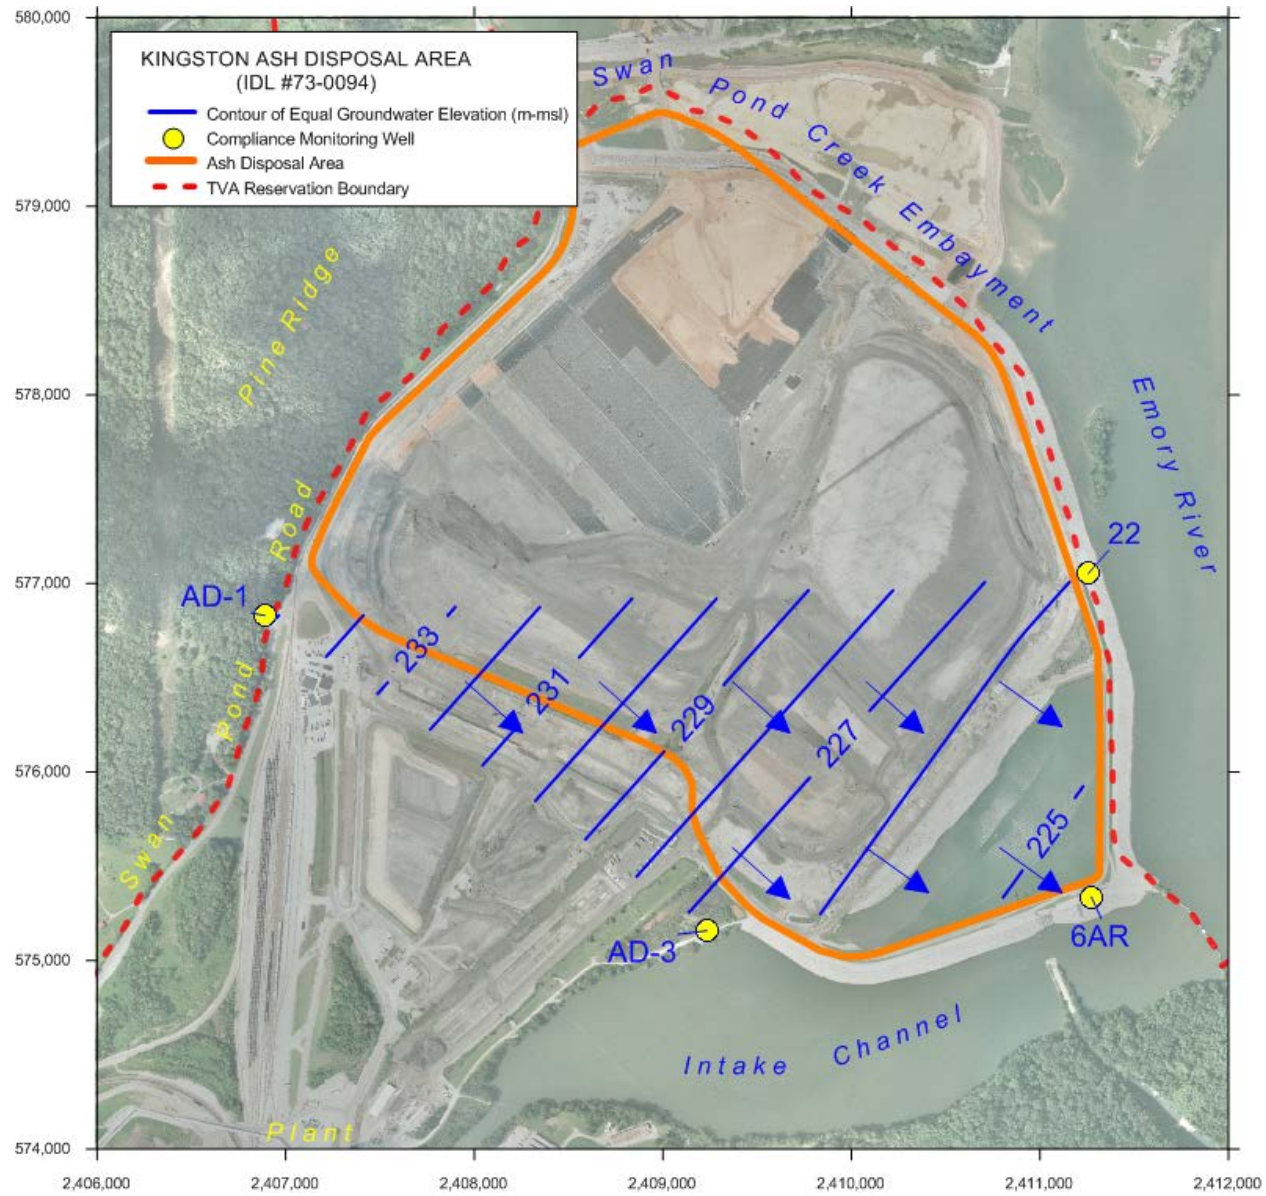 580,000
KINGSTON ASH DISPOSAL AREA
(IDL #73-0094)
Contour of Equal Groundwater Elevation (m-msl)
Compliance Monitoring Well
Ash Disposal Area
TVA Reservation Boundary
Swan Pond Creek Embayment
579,000
Pine Ridge
578,000
Emory River
Swan Pond Road
22
577,000
AD-1
233
231
229
227
576,000
225
AD-3
6AR
575,000
Intake Channel
Plant
574,000
2,406,000
2,407,000
2,408,000
2,409,000
2,410,000
2,411,000
2,412,000